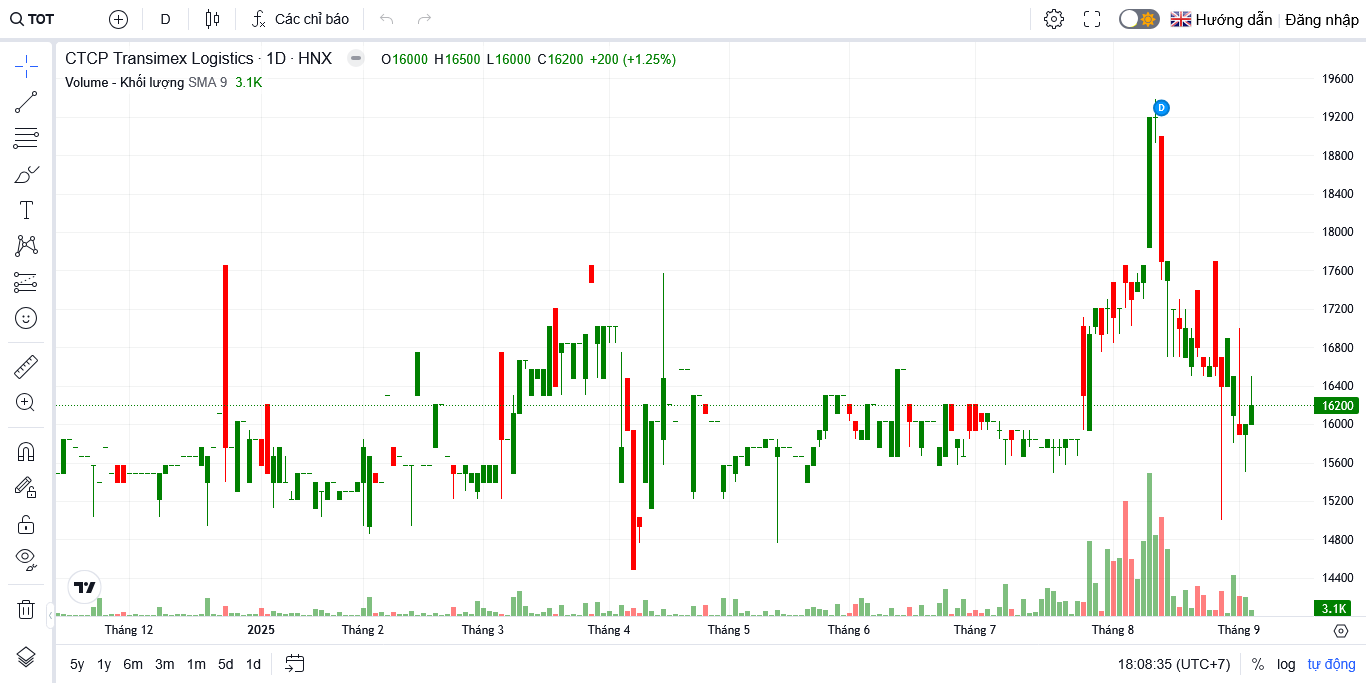 TOT D Các chỉ báo Hướng dẫn Đăng nhập
CTCP Transimex Logistics · 1D · HNX O16000 H16500 L16000 C16200 +200 (+1.25%)
Volume - Khối lượng SMA 9 3.1K
19600
19200
D
18800
18400
18000
17600
17200
16800
16400
16200
16000
15600
15200
14800
14400
3.1K
Tháng 12 2025 Tháng 2 Tháng 3 Tháng 4 Tháng 5 Tháng 6 Tháng 7 Tháng 8 Tháng 9
5y 1y 6m 3m 1m 5d 1d 18:08:35 (UTC+7) % log tự động